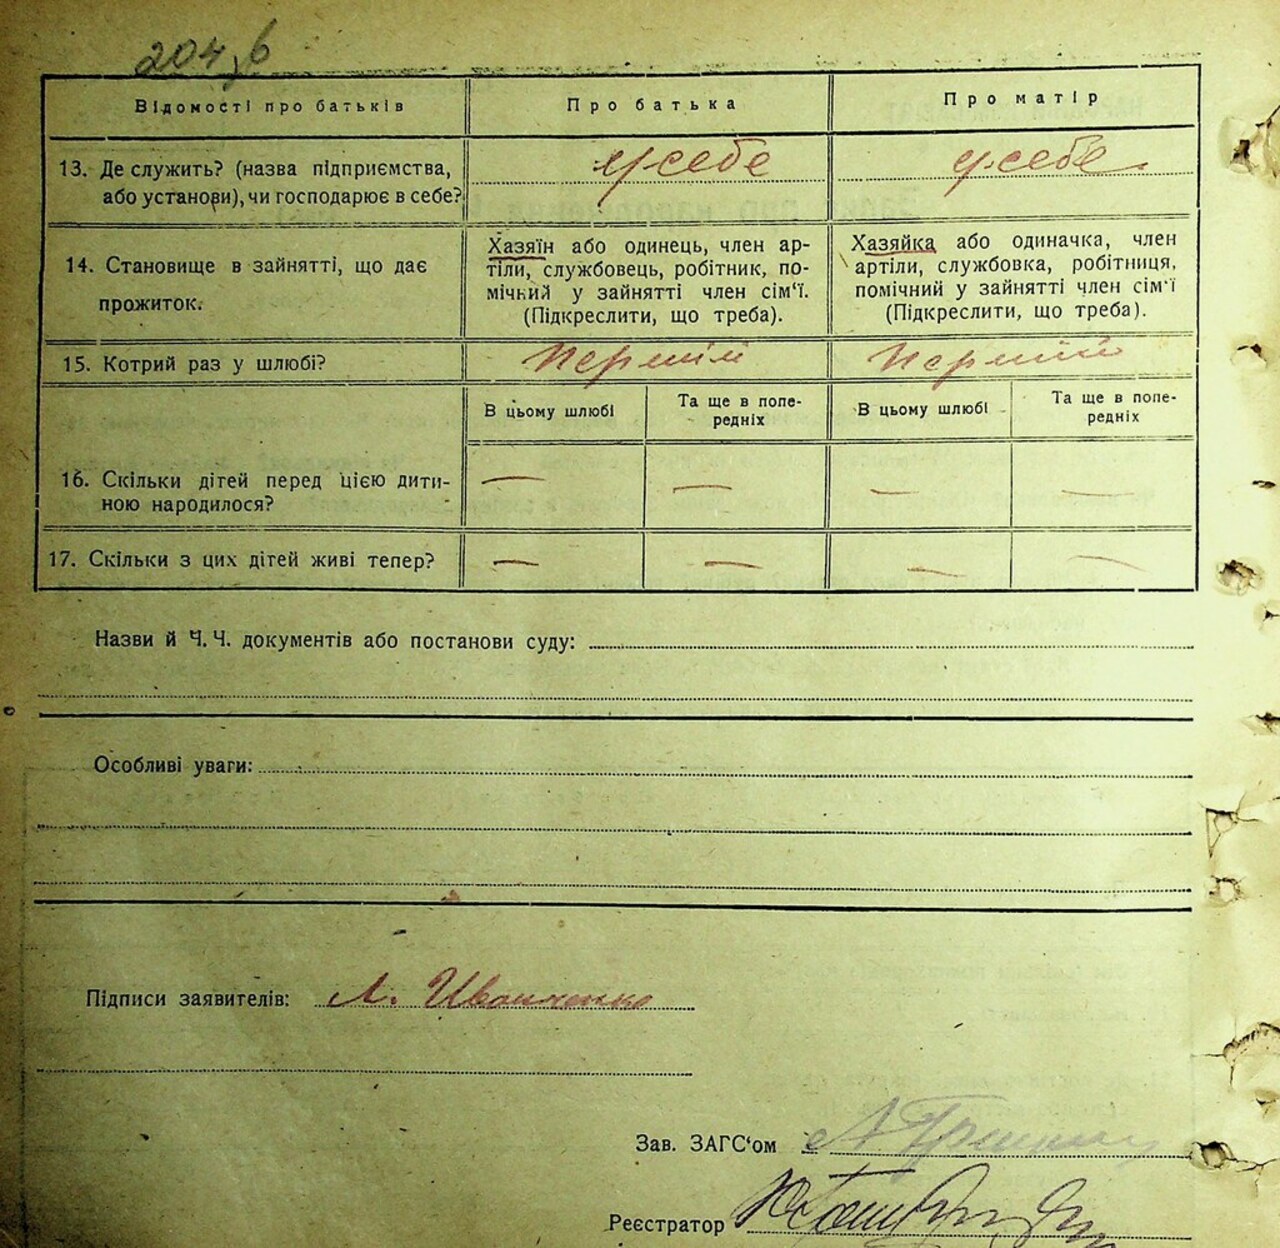 204
Відомості про батьків
Про батька
Про матір
13. Де служить? (назва підприємства,
або установи), чи господарює в себе?
у себе
у себе
14. Становище в зайнятті, що дає
прожиток.
Хазяїн або одинець, член ар-
тіли, службовець, робітник, по-
мічний у зайнятті член сім'ї.
(Підкреслити, що треба).
Хазяйка або одиначка, член
артіли, службовка, робітниця,
помічний у зайнятті член сім'ї
(Підкреслити, що треба).
15. Котрий раз у шлюбі?
Перший
Перший
В цьому шлюбі
Та ще в попе-
редніх
В цьому шлюбі
Та ще в попе-
редніх
16. Скільки дітей перед цією дити-
ною народилося?
— — — —
17. Скільки з цих дітей живі тепер?
— — — —
Назви й Ч. Ч. документів або постанови суду:
Особливі уваги:
Підписи заявителів:
Зав. ЗАГС'ом
Реєстратор